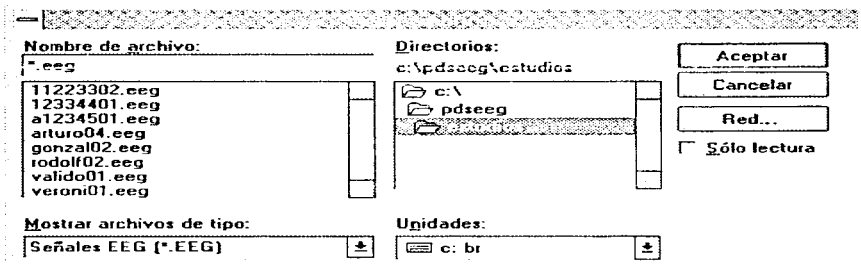 Nombre de archivo:
*.eeg
11223302.eeg
12334401.eeg
a1234501.eeg
arturo04.eeg
gonzal02.eeg
rodolf02.eeg
valido01.eeg
veroni01.eeg
Mostrar archivos de tipo:
Señales EEG (*.EEG)
Directorios:
c:\pdseeg\estudios
c:\
pdseeg
estudios
Unidades:
c: br
Aceptar
Cancelar
Red...
Sólo lectura